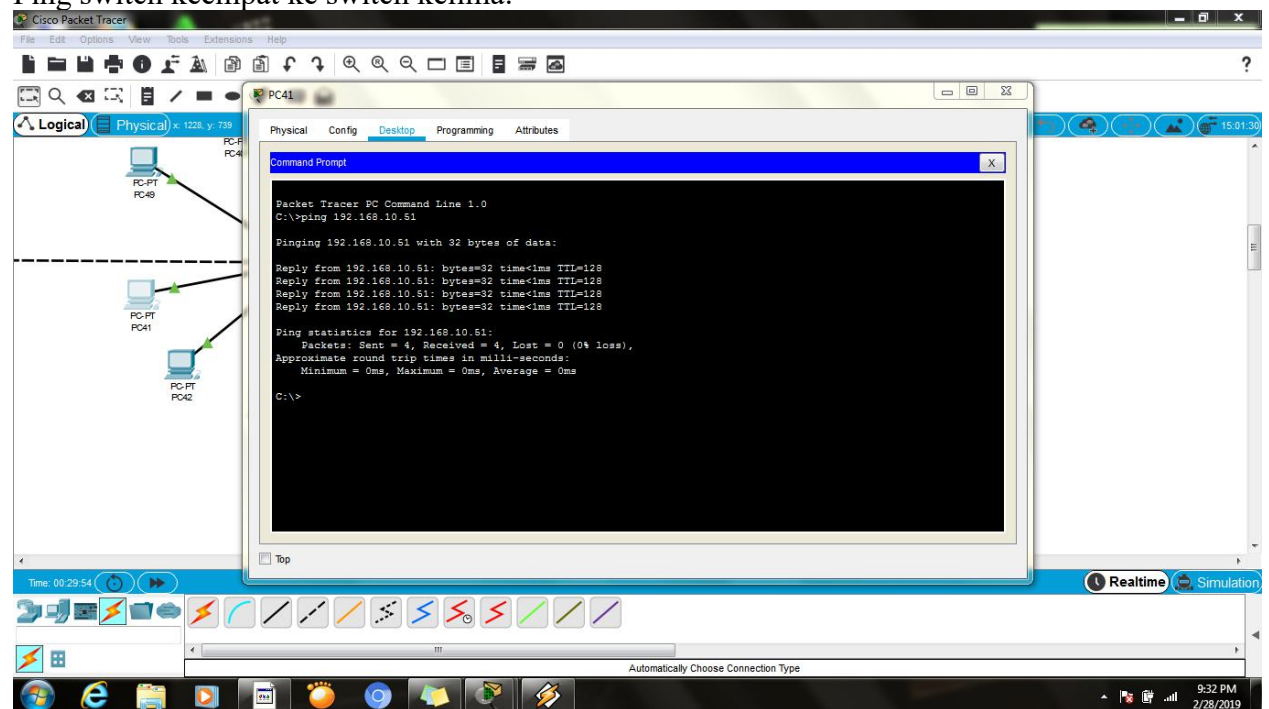 Ping switch keempat ke switch kelima.
Cisco Packet Tracer
File Edit Options View Tools Extensions Help
PC41
Logical Physical x: 1228, y: 739
15:01:30
Physical Config Desktop Programming Attributes
Command Prompt
X
PC-PT
PC49
Packet Tracer PC Command Line 1.0
C:\>ping 192.168.10.51
Pinging 192.168.10.51 with 32 bytes of data:
Reply from 192.168.10.51: bytes=32 time<1ms TTL=128
Reply from 192.168.10.51: bytes=32 time<1ms TTL=128
Reply from 192.168.10.51: bytes=32 time<1ms TTL=128
Reply from 192.168.10.51: bytes=32 time<1ms TTL=128
Ping statistics for 192.168.10.51:
Packets: Sent = 4, Received = 4, Lost = 0 (0% loss),
Approximate round trip times in milli-seconds:
Minimum = 0ms, Maximum = 0ms, Average = 0ms
C:\>
PC-PT
PC41
PC-PT
PC42
Top
Time: 00:29:54
Realtime Simulation
Automatically Choose Connection Type
9:32 PM
2/28/2019